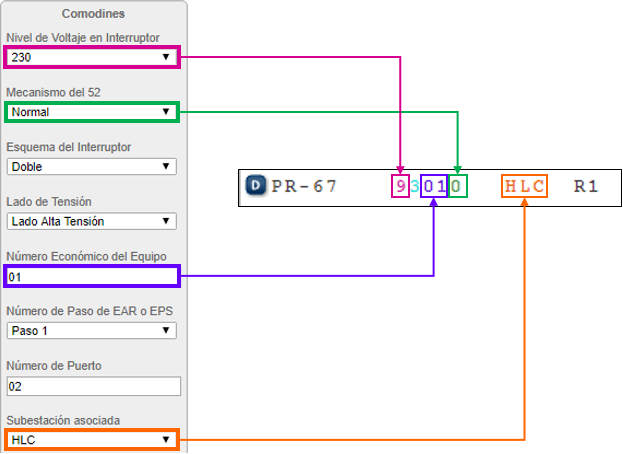 Comodines
Nivel de Voltaje en Interruptor
230
Mecanismo del 52
Normal
Esquema del Interruptor
Doble
Lado de Tensión
Lado Alta Tensión
Número Económico del Equipo
01
Número de Paso de EAR o EPS
Paso 1
Número de Puerto
02
Subestación asociada
HLC
D PR-67 93010 HLC R1